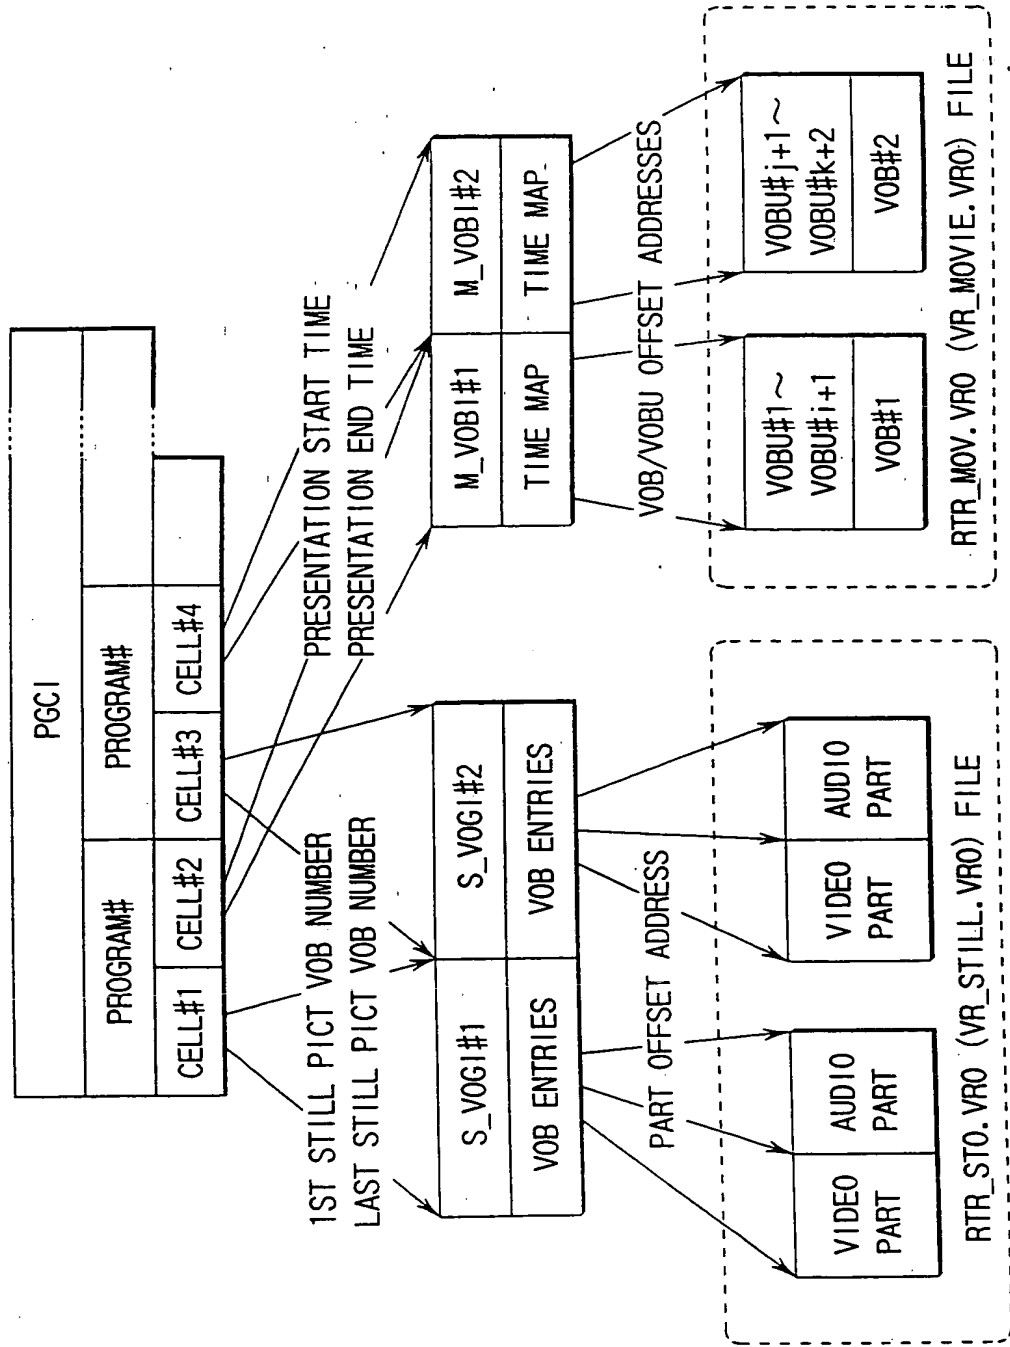 PGCI
PROGRAM#
PROGRAM#
CELL#1
CELL#2
CELL#3
CELL#4
1ST STILL PICT VOB NUMBER
LAST STILL PICT VOB NUMBER
PRESENTATION START TIME
PRESENTATION END TIME
S_VOGI#1
S_VOGI#2
VOB ENTRIES
VOB ENTRIES
M_VOBI#1
M_VOBI#2
TIME MAP
TIME MAP
PART OFFSET ADDRESS
VOB/VOBU OFFSET ADDRESSES
VIDEO
PART
AUDIO
PART
VIDEO
PART
AUDIO
PART
VOBU#1~
VOBU#i+1
VOB#1
VOBU#j+1~
VOBU#k+2
VOB#2
RTR_STO.VRO (VR_STILL.VRO) FILE
RTR_MOV.VRO (VR_MOVIE.VRO) FILE